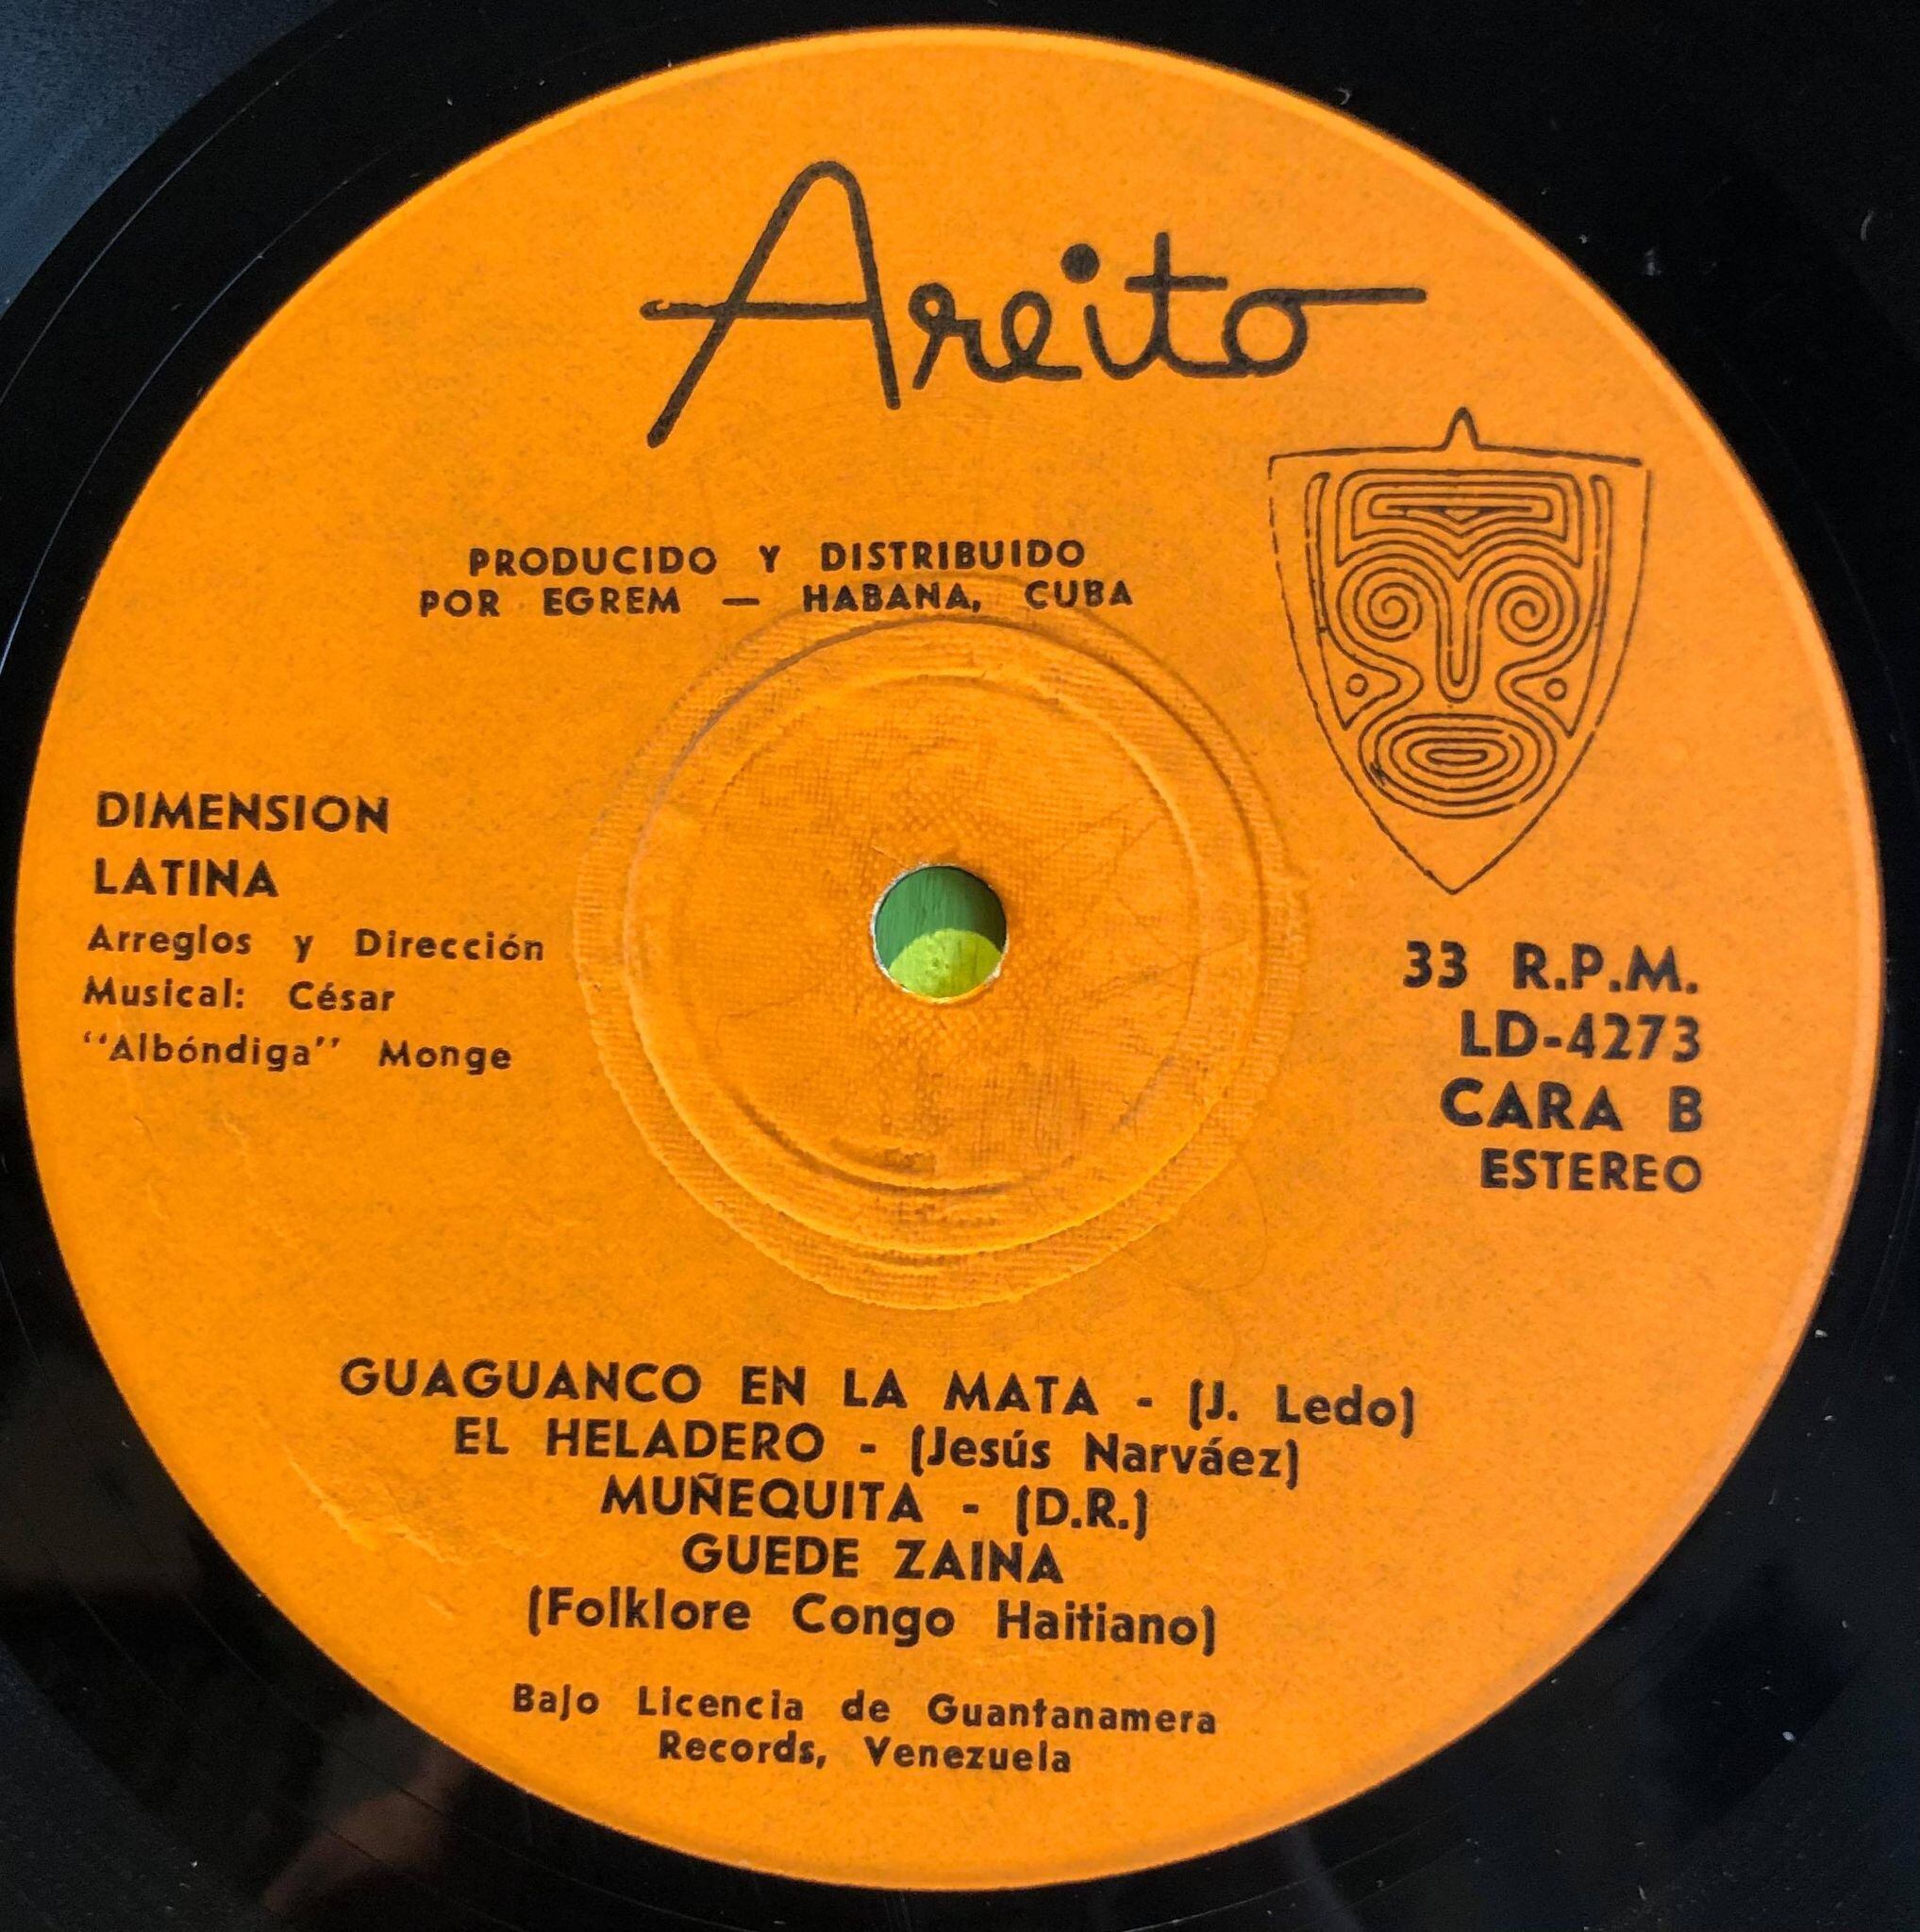 Areito
PRODUCIDO Y DISTRIBUIDO
POR EGREM — HABANA, CUBA
DIMENSION
LATINA
Arreglos y Dirección
Musical: César
"Albóndiga" Monge
33 R.P.M.
LD-4273
CARA B
ESTEREO
GUAGUANCO EN LA MATA - (J. Ledo)
EL HELADERO - (Jesús Narváez)
MUÑEQUITA - (D.R.)
GUEDE ZAINA
(Folklore Congo Haitiano)
Bajo Licencia de Guantanamera
Records, Venezuela